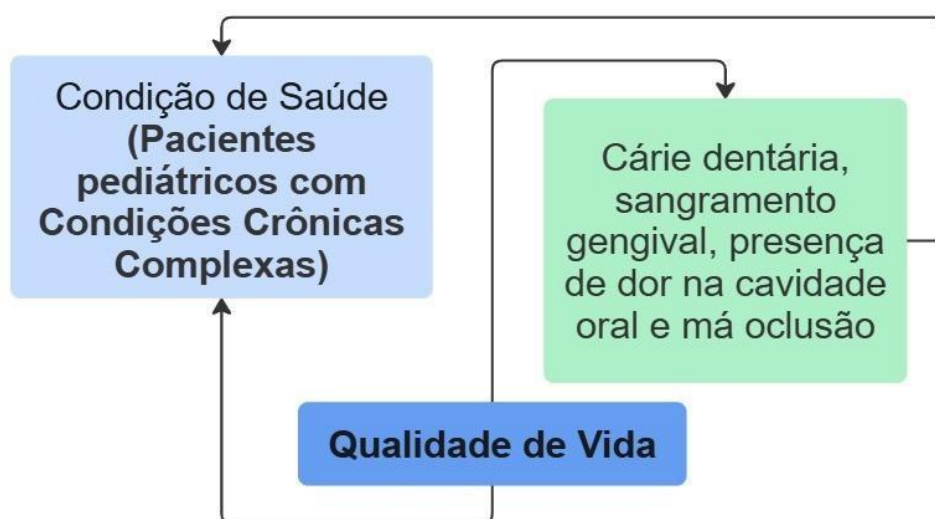 Condição de Saúde
(Pacientes
pediátricos com
Condições Crônicas
Complexas)
Cárie dentária,
sangramento
gengival, presença
de dor na cavidade
oral e má oclusão
Qualidade de Vida